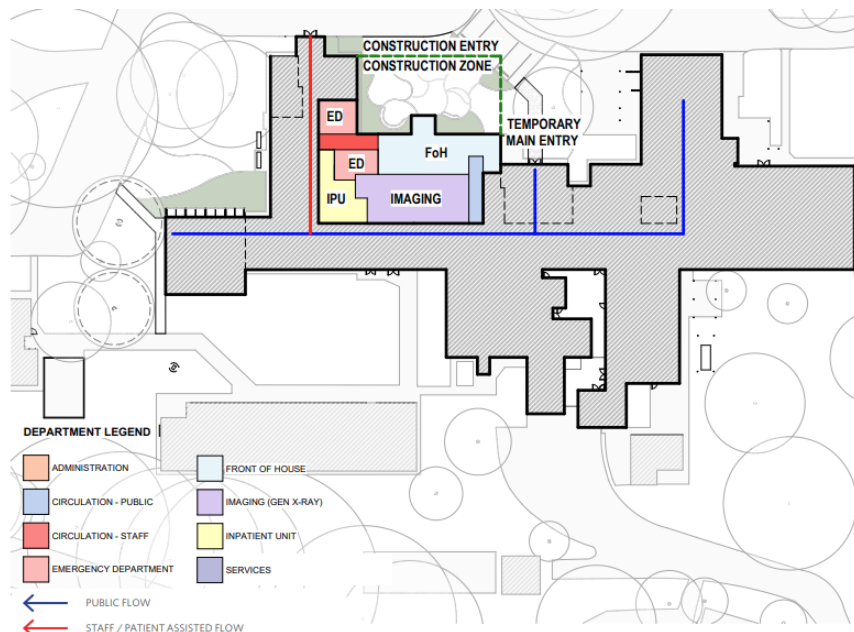 CONSTRUCTION ENTRY
CONSTRUCTION ZONE
ED
TEMPORARY
MAIN ENTRY
FoH
ED
IPU
IMAGING
DEPARTMENT LEGEND
ADMINISTRATION
FRONT OF HOUSE
CIRCULATION - PUBLIC
IMAGING (GEN X-RAY)
CIRCULATION - STAFF
INPATIENT UNIT
EMERGENCY DEPARTMENT
SERVICES
PUBLIC FLOW
STAFF / PATIENT ASSISTED FLOW